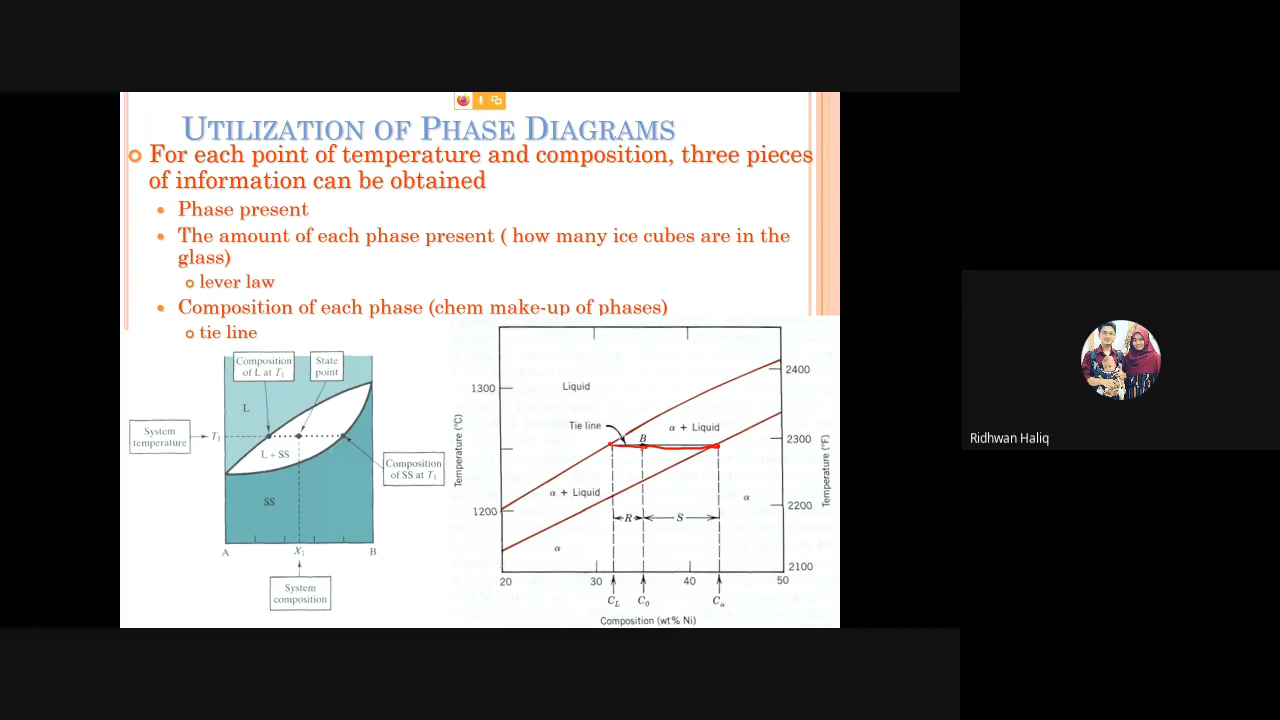 UTILIZATION OF PHASE DIAGRAMS
For each point of temperature and composition, three pieces
of information can be obtained
Phase present
The amount of each phase present ( how many ice cubes are in the
glass)
lever law
Composition of each phase (chem make-up of phases)
tie line
Composition
of L at T1
State
point
L
System
temperature
T1
L + SS
Composition
of SS at T1
SS
A
X1
B
System
composition
Liquid
1300
2400
Tie line
α + Liquid
B
2300
Temperature (°C)
Temperature (°F)
α + Liquid
α
1200
2200
R
S
α
2100
20
30
40
50
CL
C0
Cα
Composition (wt% Ni)
Ridhwan Haliq